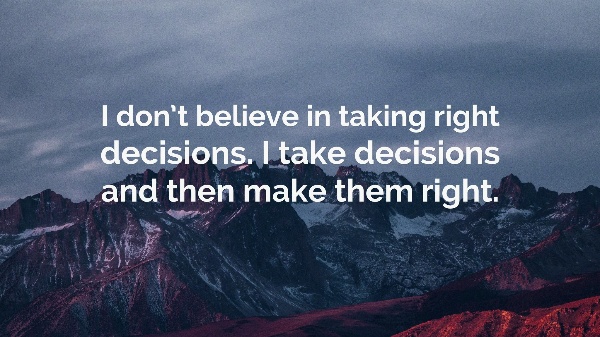 I don’t believe in taking right
decisions. I take decisions
and then make them right.